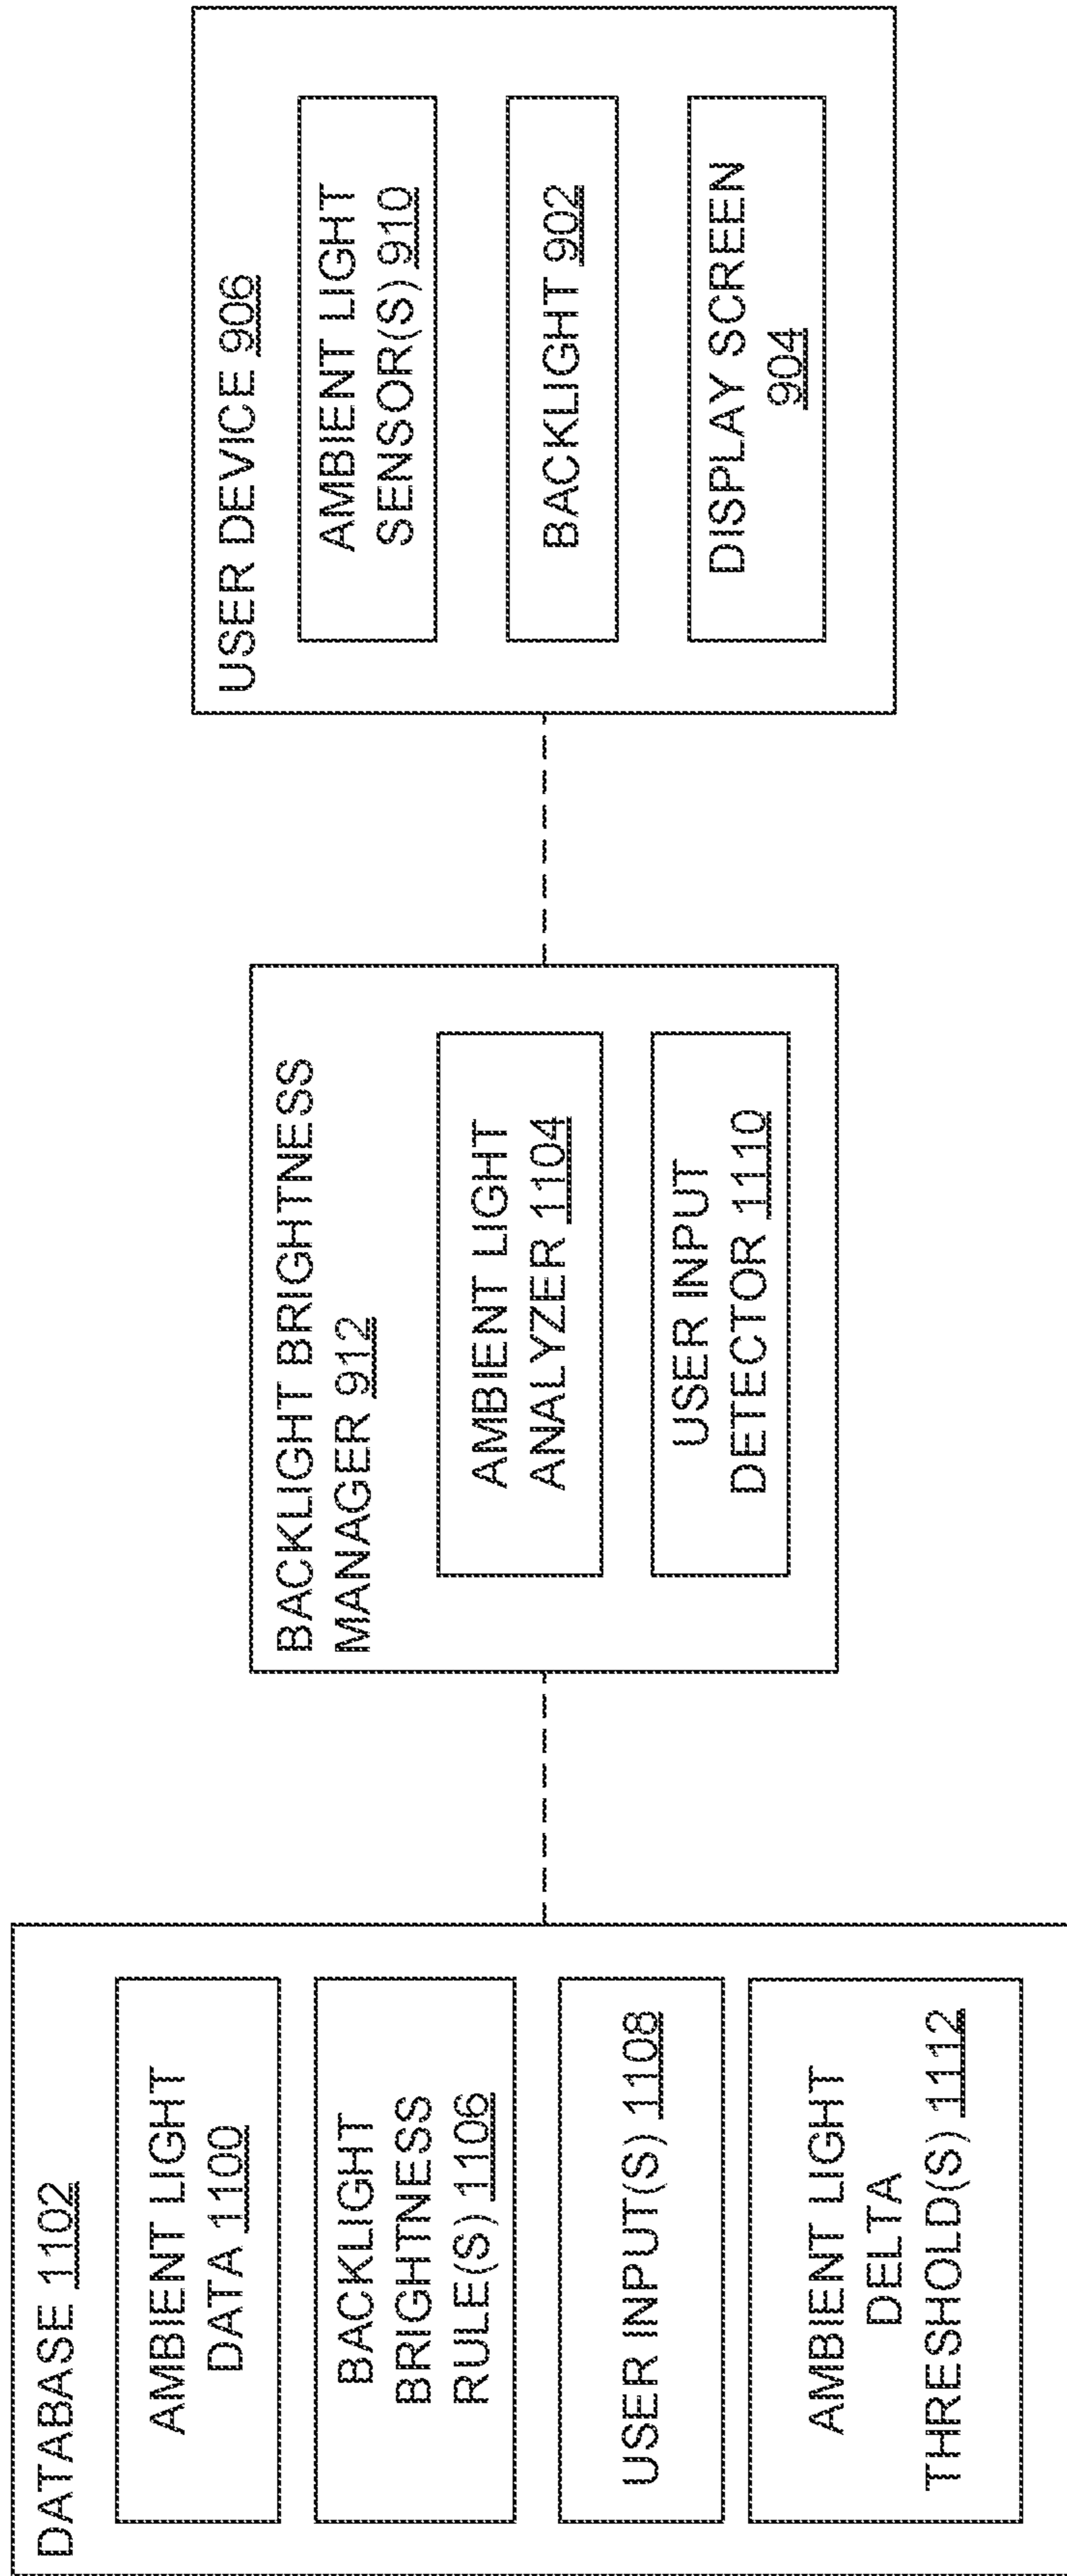 DATABASE 1102
AMBIENT LIGHT
DATA 1100
BACKLIGHT
BRIGHTNESS
RULE(S) 1106
USER INPUT(S) 1108
AMBIENT LIGHT
DELTA
THRESHOLD(S) 1112
BACKLIGHT BRIGHTNESS
MANAGER 912
AMBIENT LIGHT
ANALYZER 1104
USER INPUT
DETECTOR 1110
USER DEVICE 906
AMBIENT LIGHT
SENSOR(S) 910
BACKLIGHT 902
DISPLAY SCREEN
904